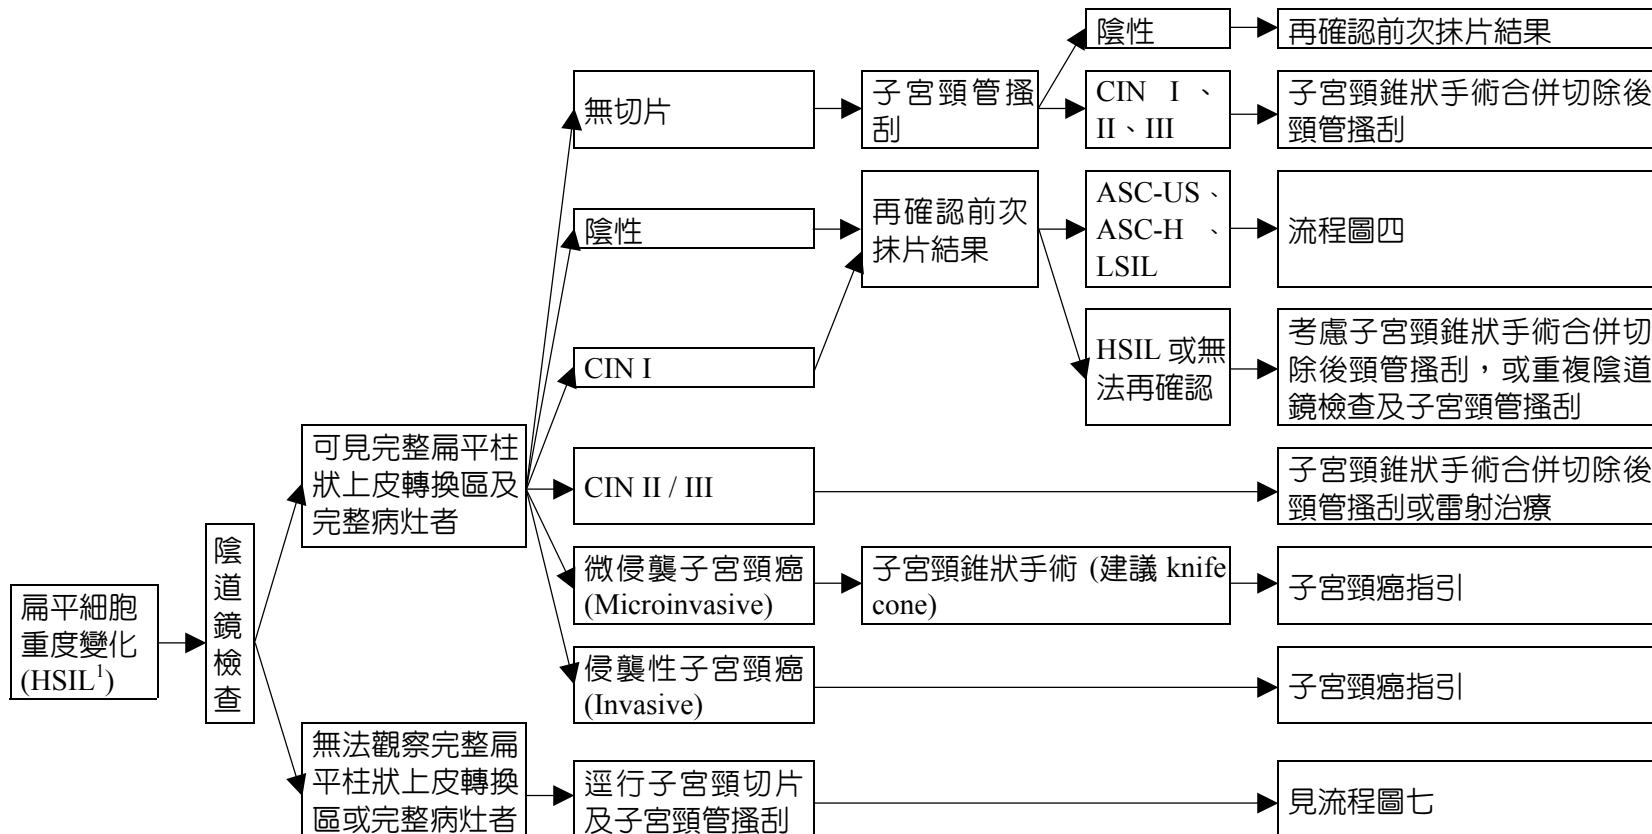 陰性
再確認前次抹片結果
無切片
子宮頸管搔
刮
CIN I、
II、III
子宮頸錐狀手術合併切除後
頸管搔刮
陰性
再確認前次
抹片結果
ASC-US、
ASC-H、
LSIL
流程圖四
CIN I
HSIL 或無
法再確認
考慮子宮頸錐狀手術合併切
除後頸管搔刮，或重複陰道
鏡檢查及子宮頸管搔刮
可見完整扁平柱
狀上皮轉換區及
完整病灶者
CIN II / III
子宮頸錐狀手術合併切除後
頸管搔刮或雷射治療
扁平細胞
重度變化
(HSIL¹)
陰道鏡檢查
微侵襲子宮頸癌
(Microinvasive)
子宮頸錐狀手術 (建議 knife
cone)
子宮頸癌指引
侵襲性子宮頸癌
(Invasive)
子宮頸癌指引
無法觀察完整扁
平柱狀上皮轉換
區或完整病灶者
逕行子宮頸切片
及子宮頸管搔刮
見流程圖七